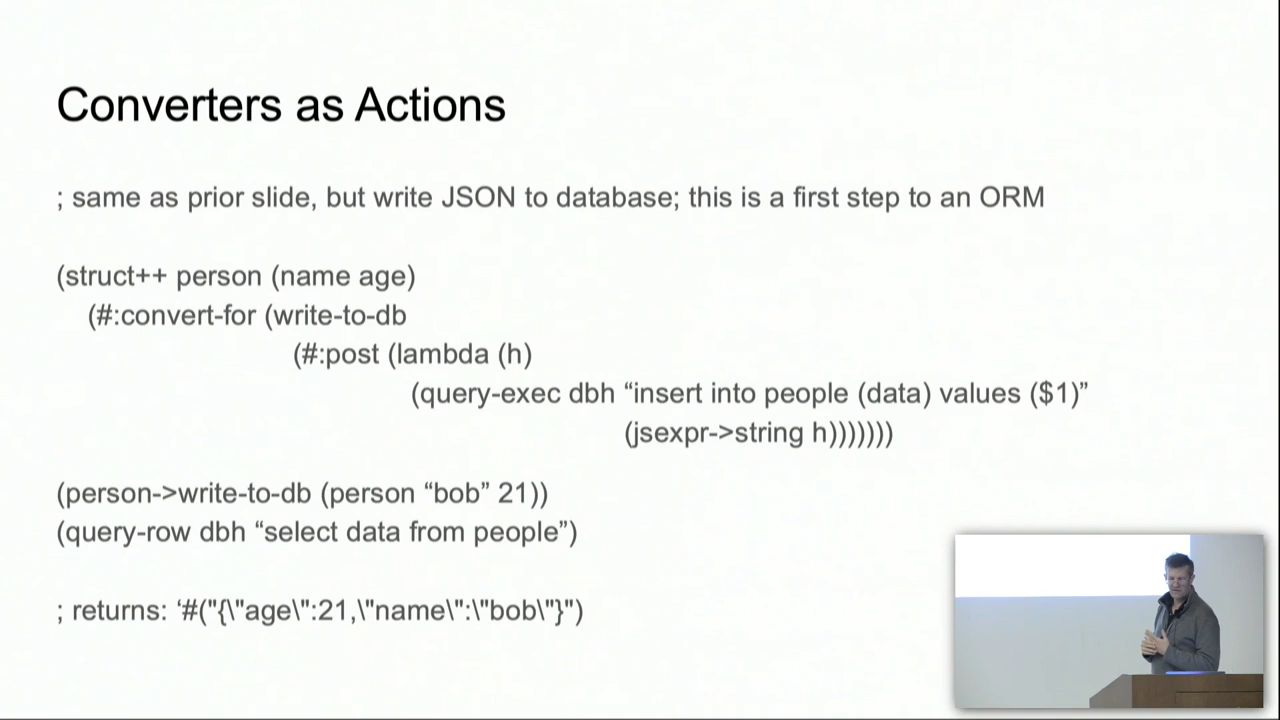 Converters as Actions
; same as prior slide, but write JSON to database; this is a first step to an ORM
(struct++ person (name age)
(#:convert-for (write-to-db
(#:post (lambda (h)
(query-exec dbh “insert into people (data) values ($1)”
(jsexpr->string h)))))))
(person->write-to-db (person “bob” 21))
(query-row dbh “select data from people”)
; returns: ‘#("{\"age\":21,\"name\":\"bob\"}")